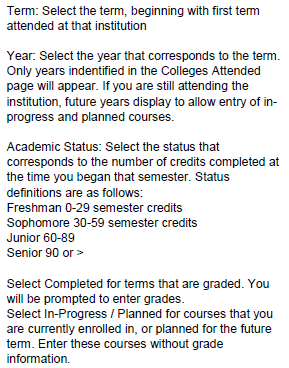 Term: Select the term, beginning with first term
attended at that institution
Year: Select the year that corresponds to the term.
Only years indentified in the Colleges Attended
page will appear. If you are still attending the
institution, future years display to allow entry of in-
progress and planned courses.
Academic Status: Select the status that
corresponds to the number of credits completed at
the time you began that semester. Status
definitions are as follows:
Freshman 0-29 semester credits
Sophomore 30-59 semester credits
Junior 60-89
Senior 90 or >
Select Completed for terms that are graded. You
will be prompted to enter grades.
Select In-Progress / Planned for courses that you
are currently enrolled in, or planned for the future
term. Enter these courses without grade
information.